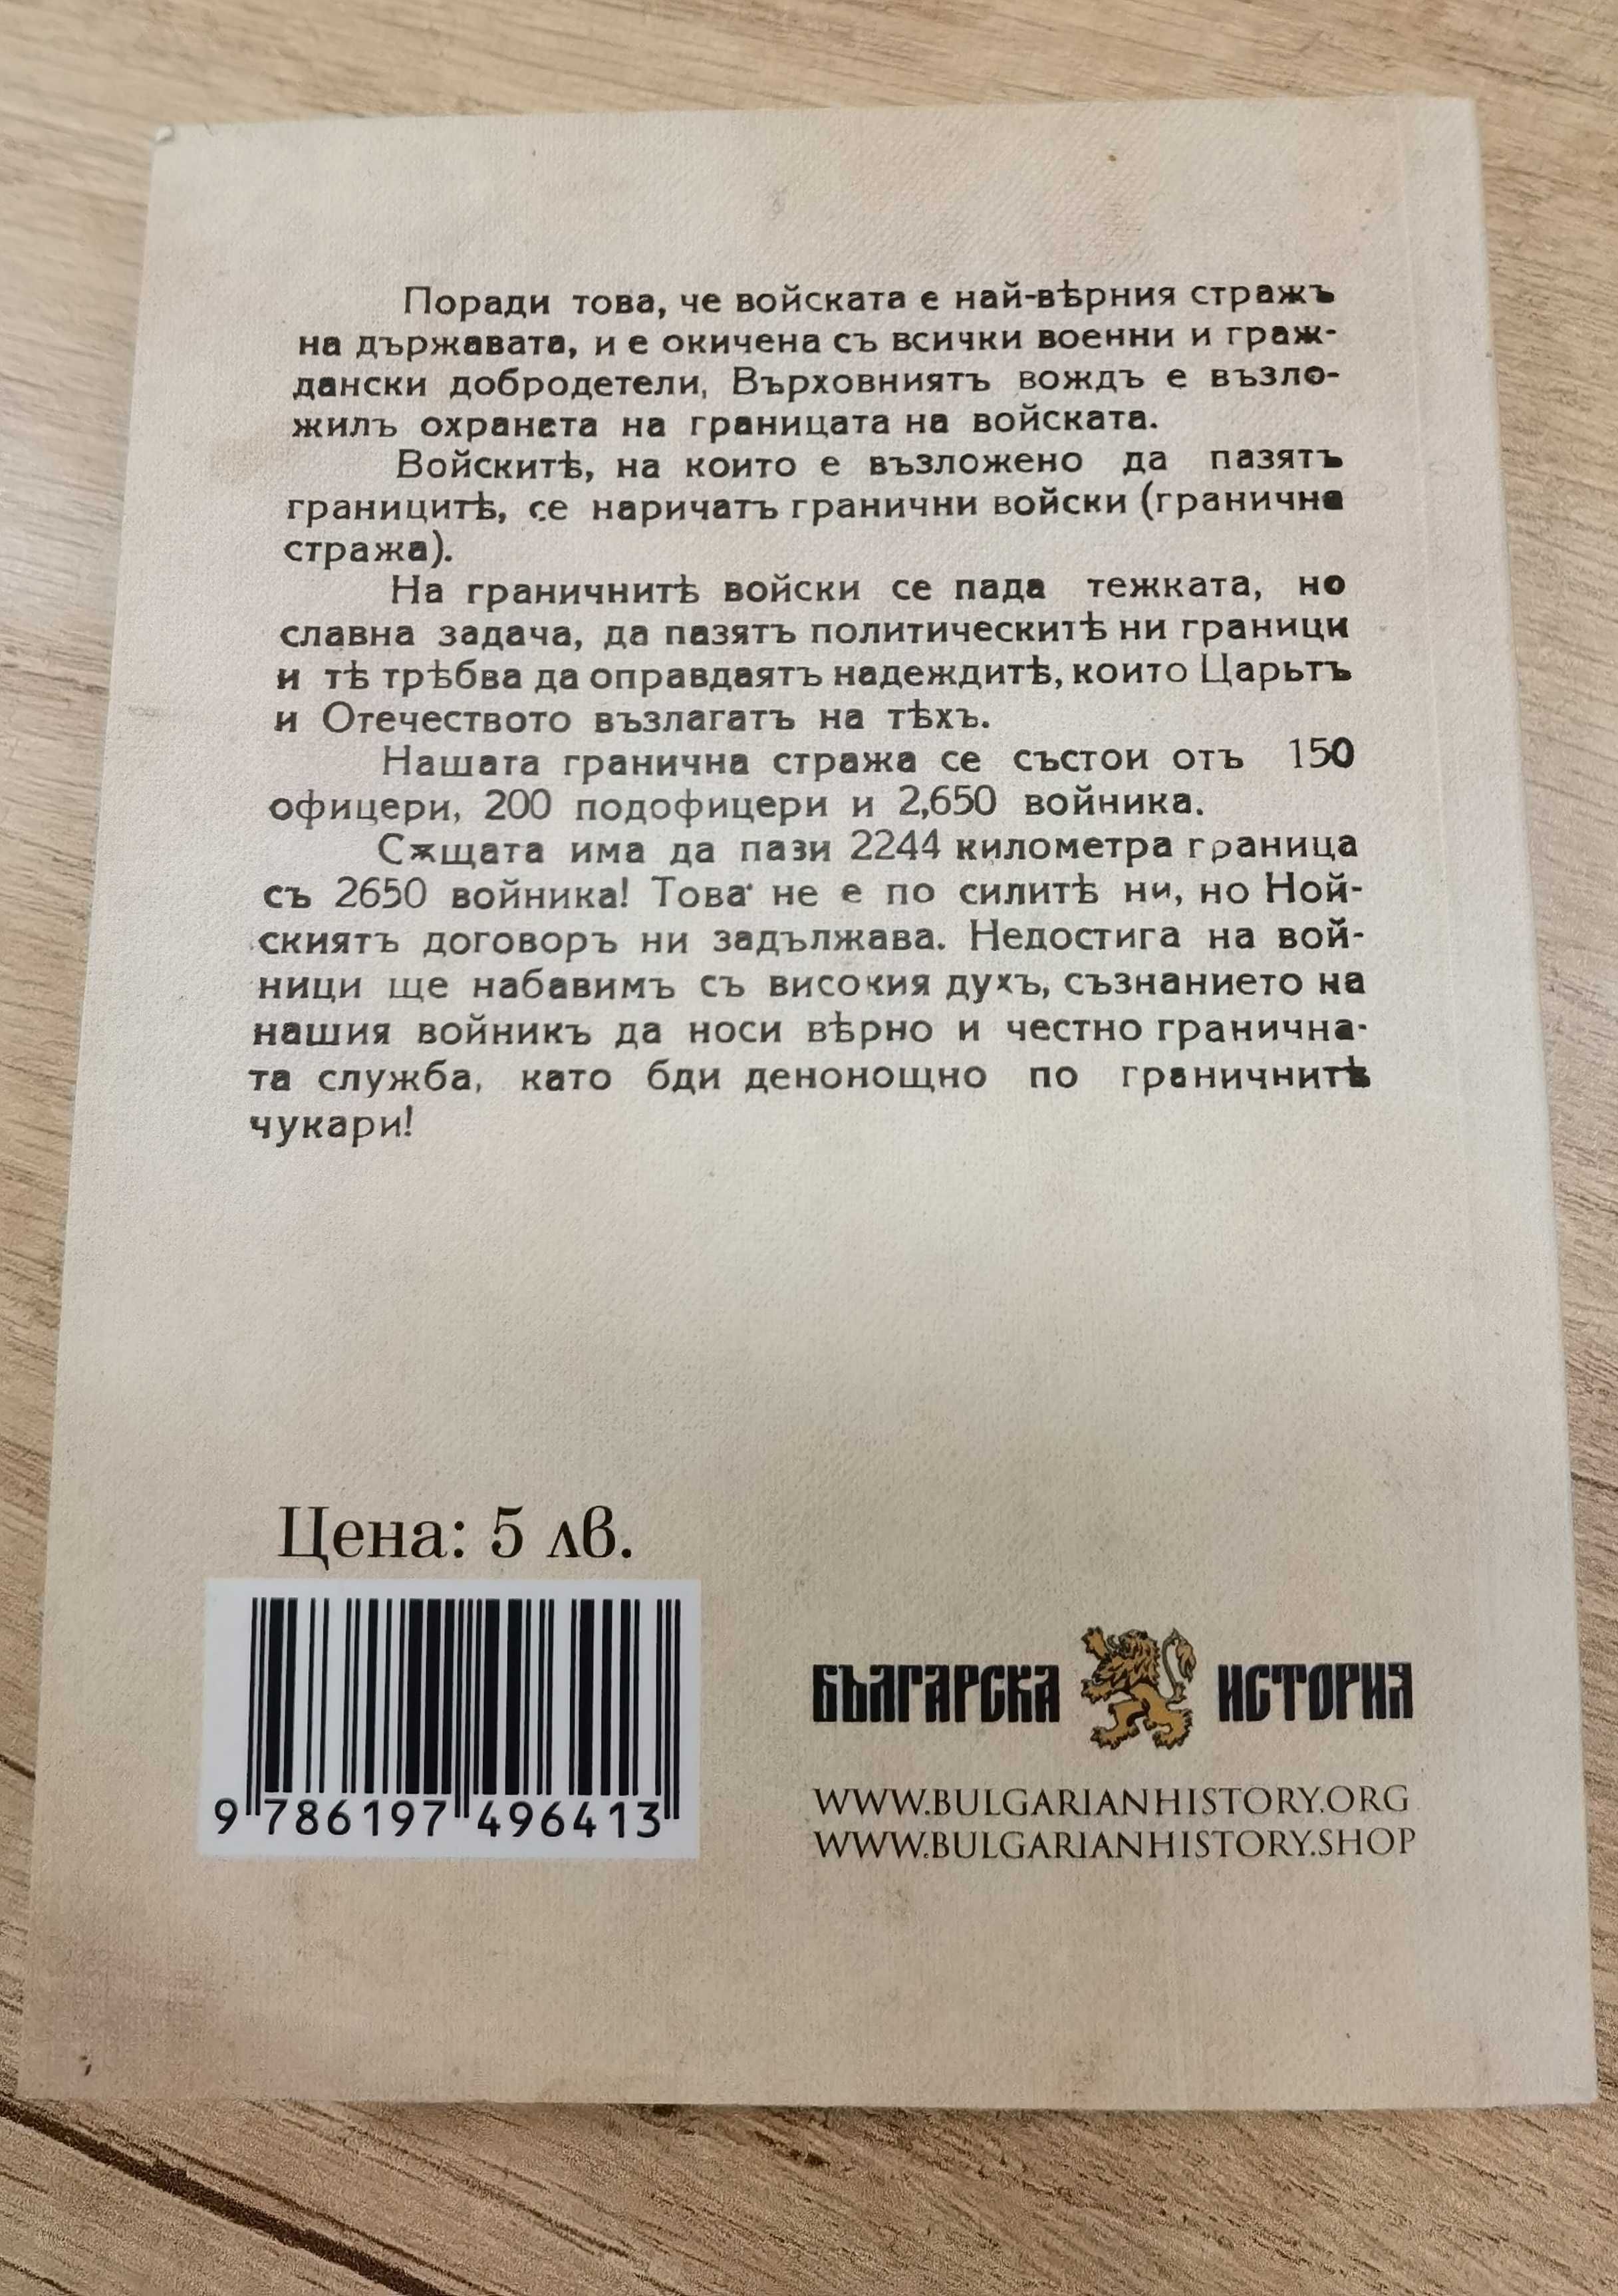 Поради това, че войската е най-вѣрния стражъ
на държавата, и е окичена съ всички военни и граж-
дански добродетели, Върховниятъ вождъ е възло-
жилъ охраната на границата на войската.
Войскитѣ, на които е възложено да пазятъ
границитѣ, се наричатъ гранични войски (гранична
стража).
На граничнитѣ войски се пада тежката, но
славна задача, да пазятъ политическитѣ ни граници
и тѣ трѣбва да оправдаятъ надеждитѣ, които Царьтъ
и Отечеството възлагатъ на тѣхъ.
Нашата гранична стража се състои отъ 150
офицери, 200 подофицери и 2,650 войника.
Сѫщата има да пази 2244 километра граница
съ 2650 войника! Това не е по силитѣ ни, но Ной-
скиятъ договоръ ни задължава. Недостига на вой-
ници ще набавимъ съ високия духъ, съзнанието на
нашия войникъ да носи вѣрно и честно гранична-
та служба, като бди денонощно по граничнитѣ
чукари!
Цена: 5 лв.
9 786197 496413
БЪЛГАРСКА ИСТОРИЯ
WWW.BULGARIANHISTORY.ORG
WWW.BULGARIANHISTORY.SHOP